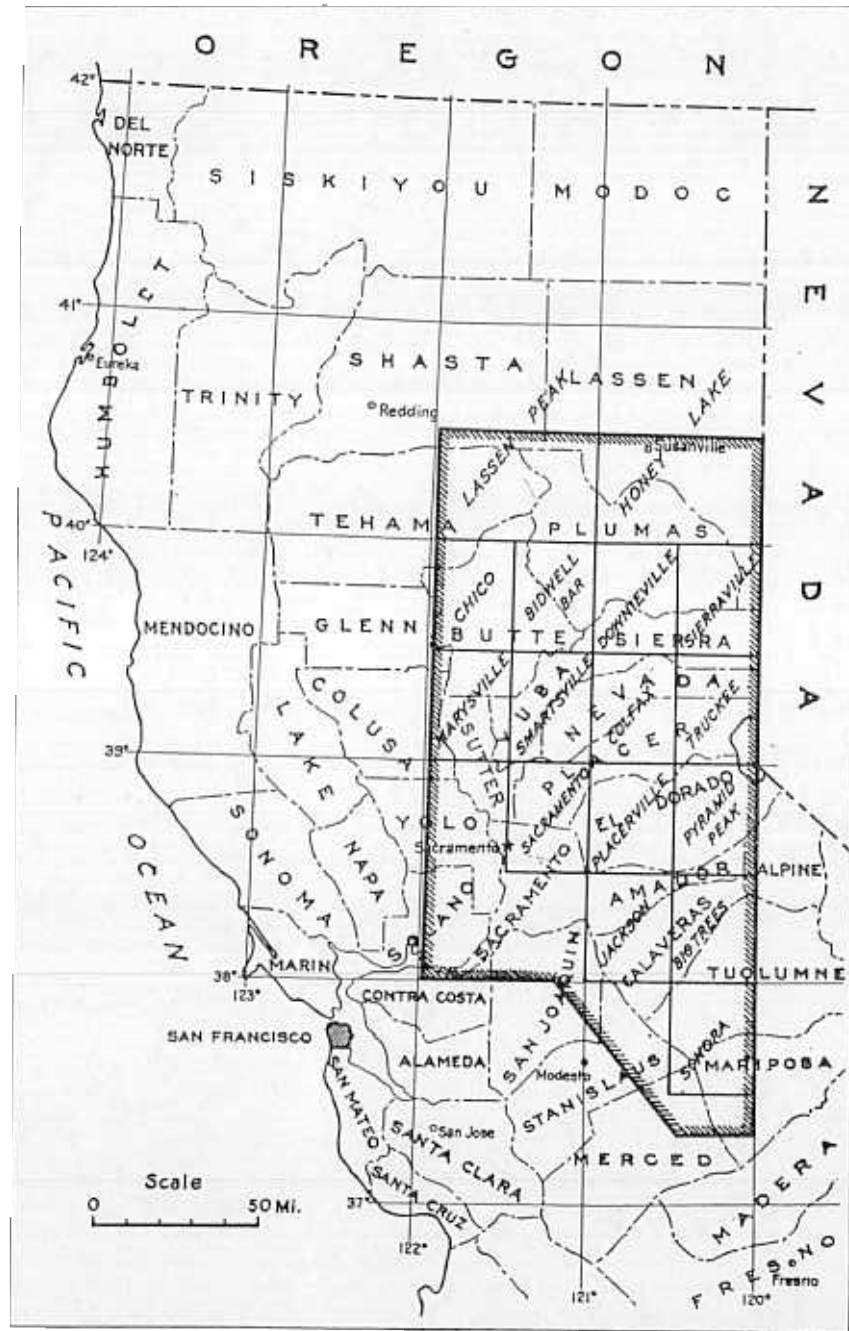 OREGON
42°
DEL
NORTE
SISKIYOU
MODOC
NEVADA
41°
HUMBOLET
Eureka
TRINITY
SHASTA
LASSEN
Redding
LASSEN PEAK
HONEY LAKE
Susanville
40°
124°
TEHAMA
PLUMAS
PACIFIC
OCEAN
MENDOCINO
GLENN
CHICO
BIDWELL
BAR
DOWNIEVILLE
SIERRAVILLE
BUTTE
SIERRA
COLUSA
LAKE
MARYSVILLE
YUBA
SMARTSVILLE
NEVADA
COLFAX
TRUCKEE
SUTTER
PLACER
39°
SONOMA
NAPA
YOLO
Sacramento
SACRAMENTO
EL
DORADO
PLACERVILLE
PYRAMID
PEAK
SOLANO
SACRAMENTO
AMADOR
ALPINE
JACKSON
CALAVERAS
BIG TREES
TUOLUMNE
MARIN
38°
123°
CONTRA COSTA
SAN JOAQUIN
SAN FRANCISCO
ALAMEDA
Modesto
STANISLAUS
SONORA
MARIPOSA
SAN MATEO
San Jose
SANTA CLARA
MERCED
MADERA
SANTA CRUZ
Scale
0 50 Mi.
37°
122°
121°
120°
FRESNO
Fresno